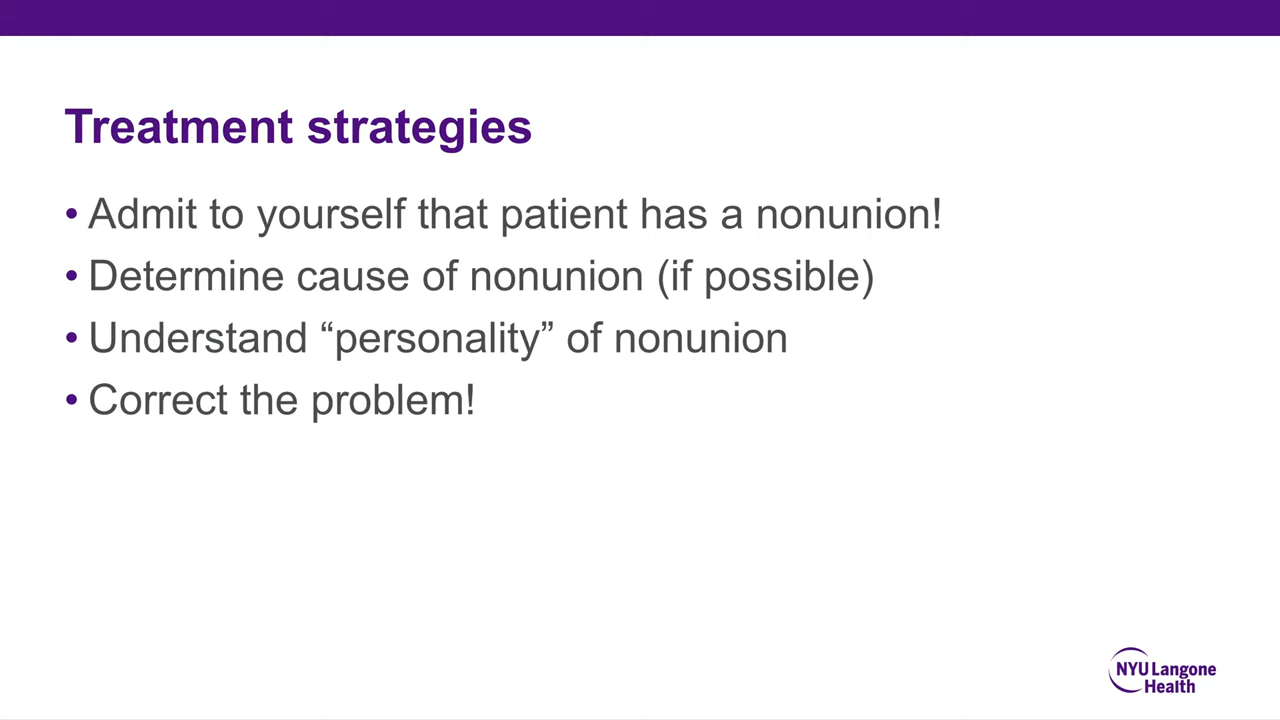 Treatment strategies
• Admit to yourself that patient has a nonunion!
• Determine cause of nonunion (if possible)
• Understand “personality” of nonunion
• Correct the problem!
NYU Langone
Health